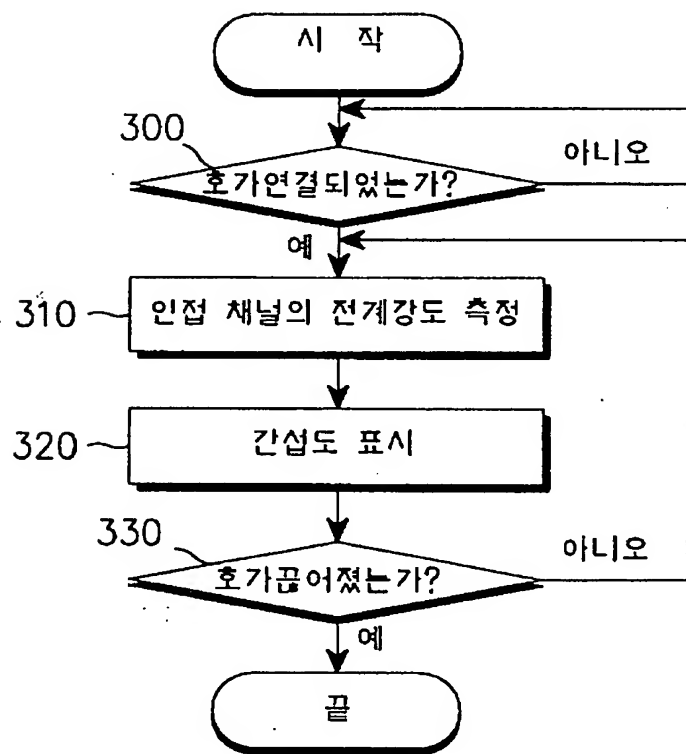 시 작
300
호가연결되었는가?
아니오
예
310
인접 채널의 전계강도 측정
320
간섭도 표시
330
호가끊어졌는가?
아니오
예
끝